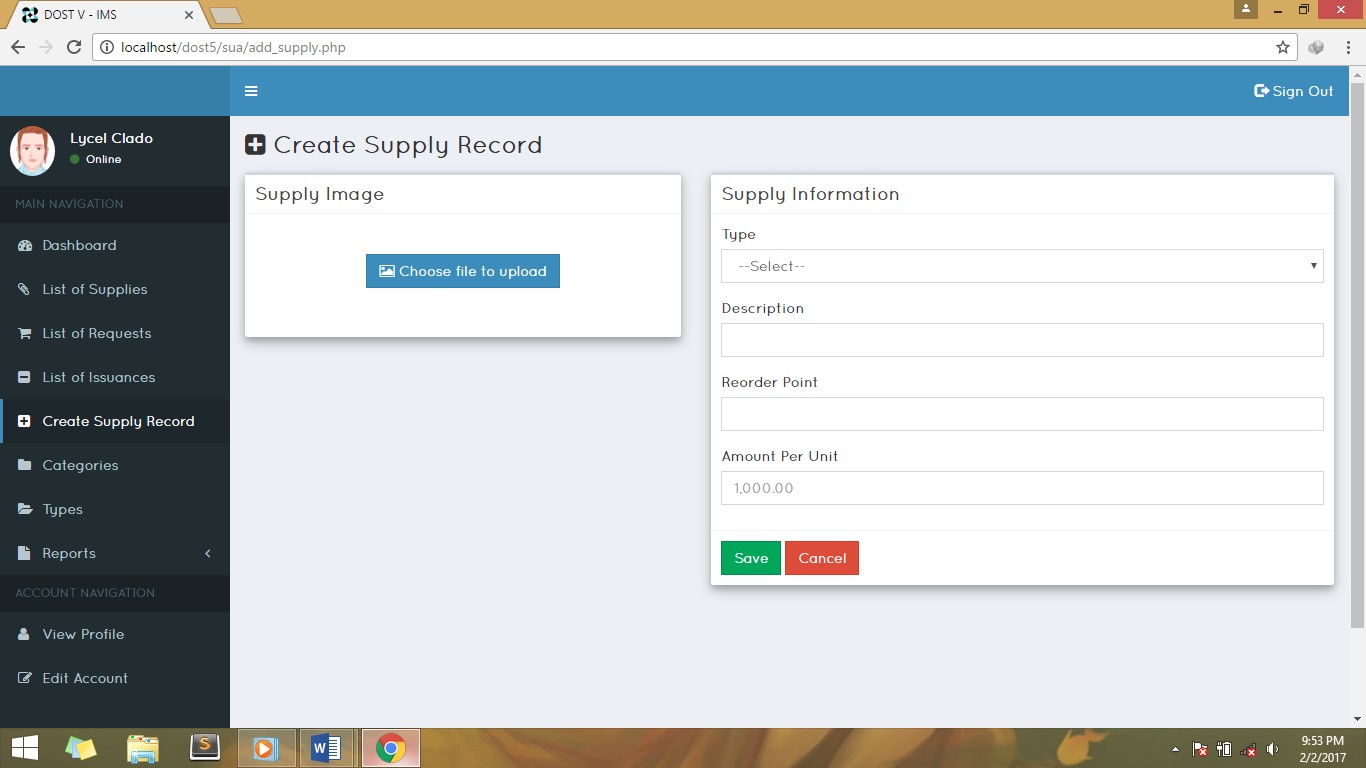 DOST V - IMS
localhost/dost5/sua/add_supply.php
Sign Out
Lycel Clado
Online
MAIN NAVIGATION
Dashboard
List of Supplies
List of Requests
List of Issuances
Create Supply Record
Categories
Types
Reports
ACCOUNT NAVIGATION
View Profile
Edit Account
Create Supply Record
Supply Image
Choose file to upload
Supply Information
Type
--Select--
Description
Reorder Point
Amount Per Unit
1,000.00
Save Cancel
9:53 PM
2/2/2017